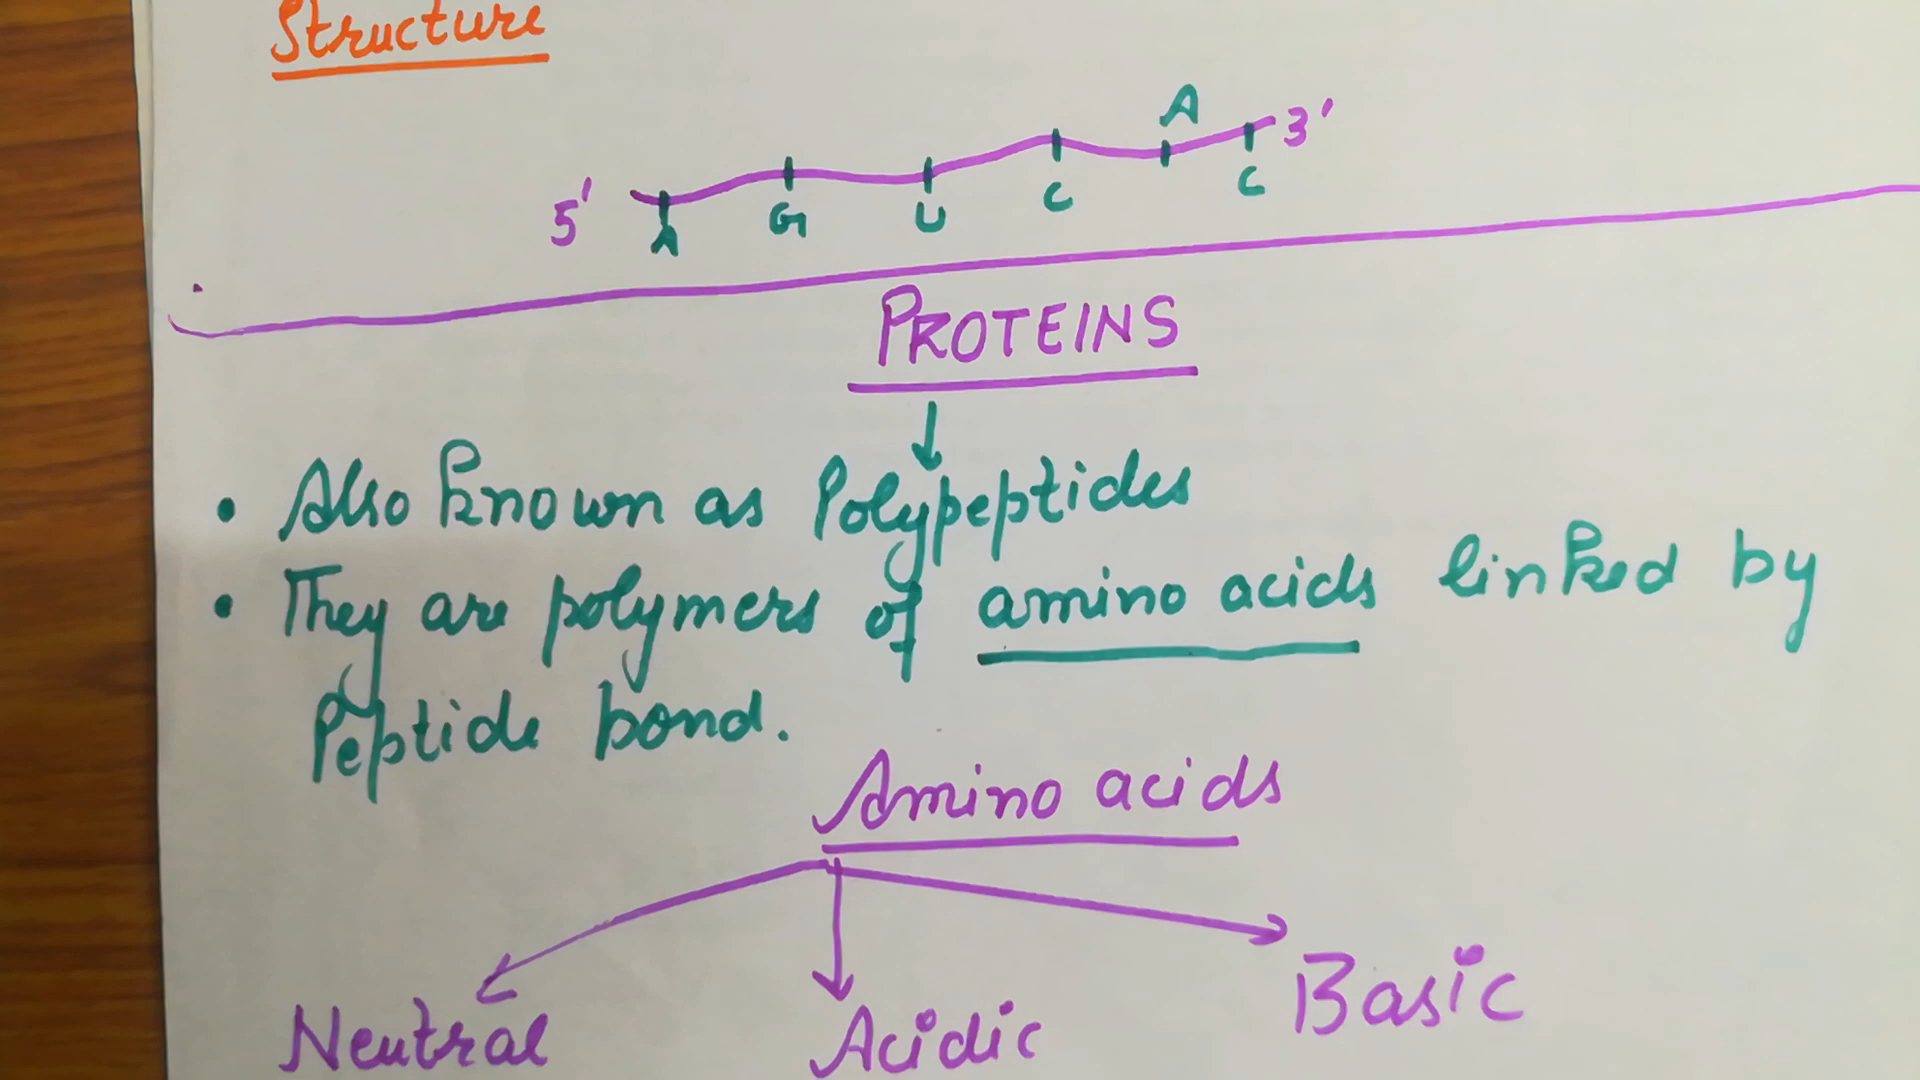 Structure
5' A G U C A C 3'
PROTEINS
• Also known as Polypeptides
• They are polymers of amino acids linked by
Peptide bond.
Amino acids
Neutral Acidic Basic